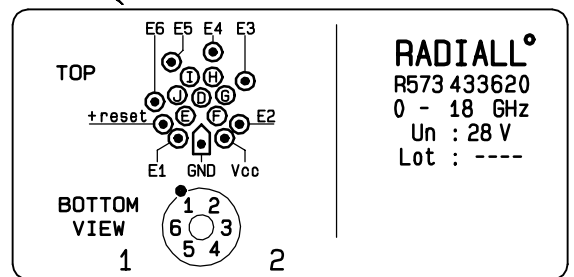 E6 E5 E4 E3
TOP
I H
J D G
E F
+reset E2
E1 GND Vcc
BOTTOM
VIEW
1 2
6 3
5 4
1 2
RADIALL°
R573 433620
0 - 18 GHz
Un : 28 V
Lot : ----